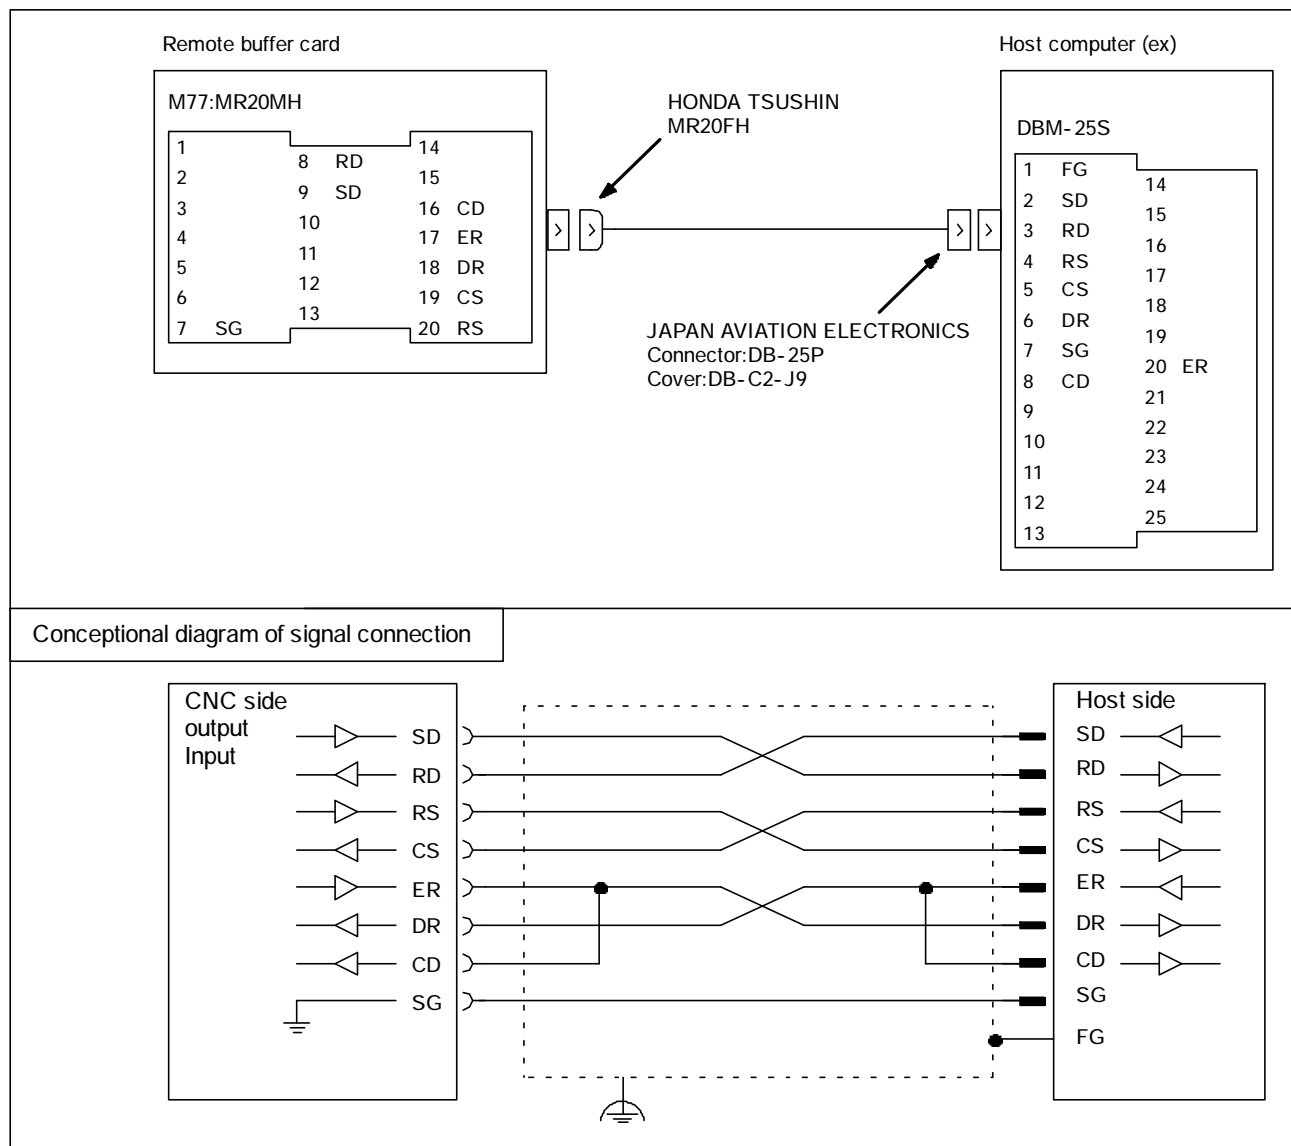 Remote buffer card
Host computer (ex)
M77:MR20MH
1
2
3
4
5
6
7 SG
8 RD
9 SD
10
11
12
13
14
15
16 CD
17 ER
18 DR
19 CS
20 RS
HONDA TSUSHIN
MR20FH
JAPAN AVIATION ELECTRONICS
Connector:DB-25P
Cover:DB-C2-J9
DBM-25S
1 FG
2 SD
3 RD
4 RS
5 CS
6 DR
7 SG
8 CD
9
10
11
12
13
14
15
16
17
18
19
20 ER
21
22
23
24
25
Conceptional diagram of signal connection
CNC side
output
Input
SD
RD
RS
CS
ER
DR
CD
SG
Host side
SD
RD
RS
CS
ER
DR
CD
SG
FG